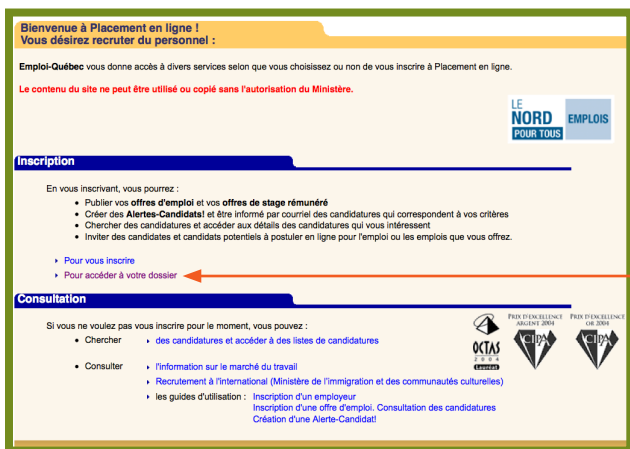 Bienvenue à Placement en ligne !
Vous désirez recruter du personnel :
Emploi-Québec vous donne accès à divers services selon que vous choisissez ou non de vous inscrire à Placement en ligne.
Le contenu du site ne peut être utilisé ou copié sans l'autorisation du Ministère.
LE
NORD
POUR TOUS
EMPLOIS
Inscription
En vous inscrivant, vous pourrez :
• Publier vos offres d'emploi et vos offres de stage rémunéré
• Créer des Alertes-Candidats! et être informé par courriel des candidatures qui correspondent à vos critères
• Chercher des candidatures et accéder aux détails des candidatures qui vous intéressent
• Inviter des candidates et candidats potentiels à postuler en ligne pour l'emploi ou les emplois que vous offrez.
Pour vous inscrire
Pour accéder à votre dossier
Consultation
Si vous ne voulez pas vous inscrire pour le moment, vous pouvez :
• Chercher des candidatures et accéder à des listes de candidatures
• Consulter l'information sur le marché du travail
Recrutement à l'international (Ministère de l'immigration et des communautés culturelles)
les guides d'utilisation : Inscription d'un employeur
Inscription d'une offre d'emploi. Consultation des candidatures
Création d'une Alerte-Candidat!
OCTAS
2004
Lauréat
PRIX D'EXCELLENCE
ARGENT 2004
CIPA
PRIX D'EXCELLENCE
OR 2004
CIPA